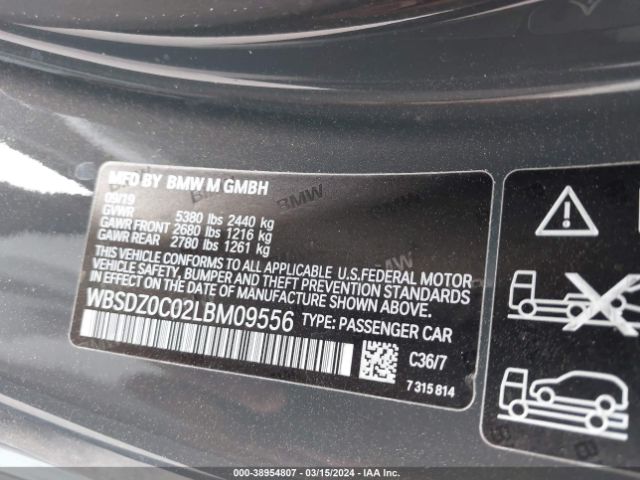 MFD BY BMW M GMBH
09/19
GVWR 5380 lbs 2440 kg
GAWR FRONT 2680 lbs 1216 kg
GAWR REAR 2780 lbs 1261 kg
THIS VEHICLE CONFORMS TO ALL APPLICABLE U.S.FEDERAL MOTOR
VEHICLE SAFETY, BUMPER AND THEFT PREVENTION STANDARDS
IN EFFECT ON THE DATE OF MANUFACTURE SHOWN ABOVE.
WBSDZ0C02LBM09556 TYPE: PASSENGER CAR
C36/7
7 315 814
000-38954807 - 03/15/2024 - IAA Inc.